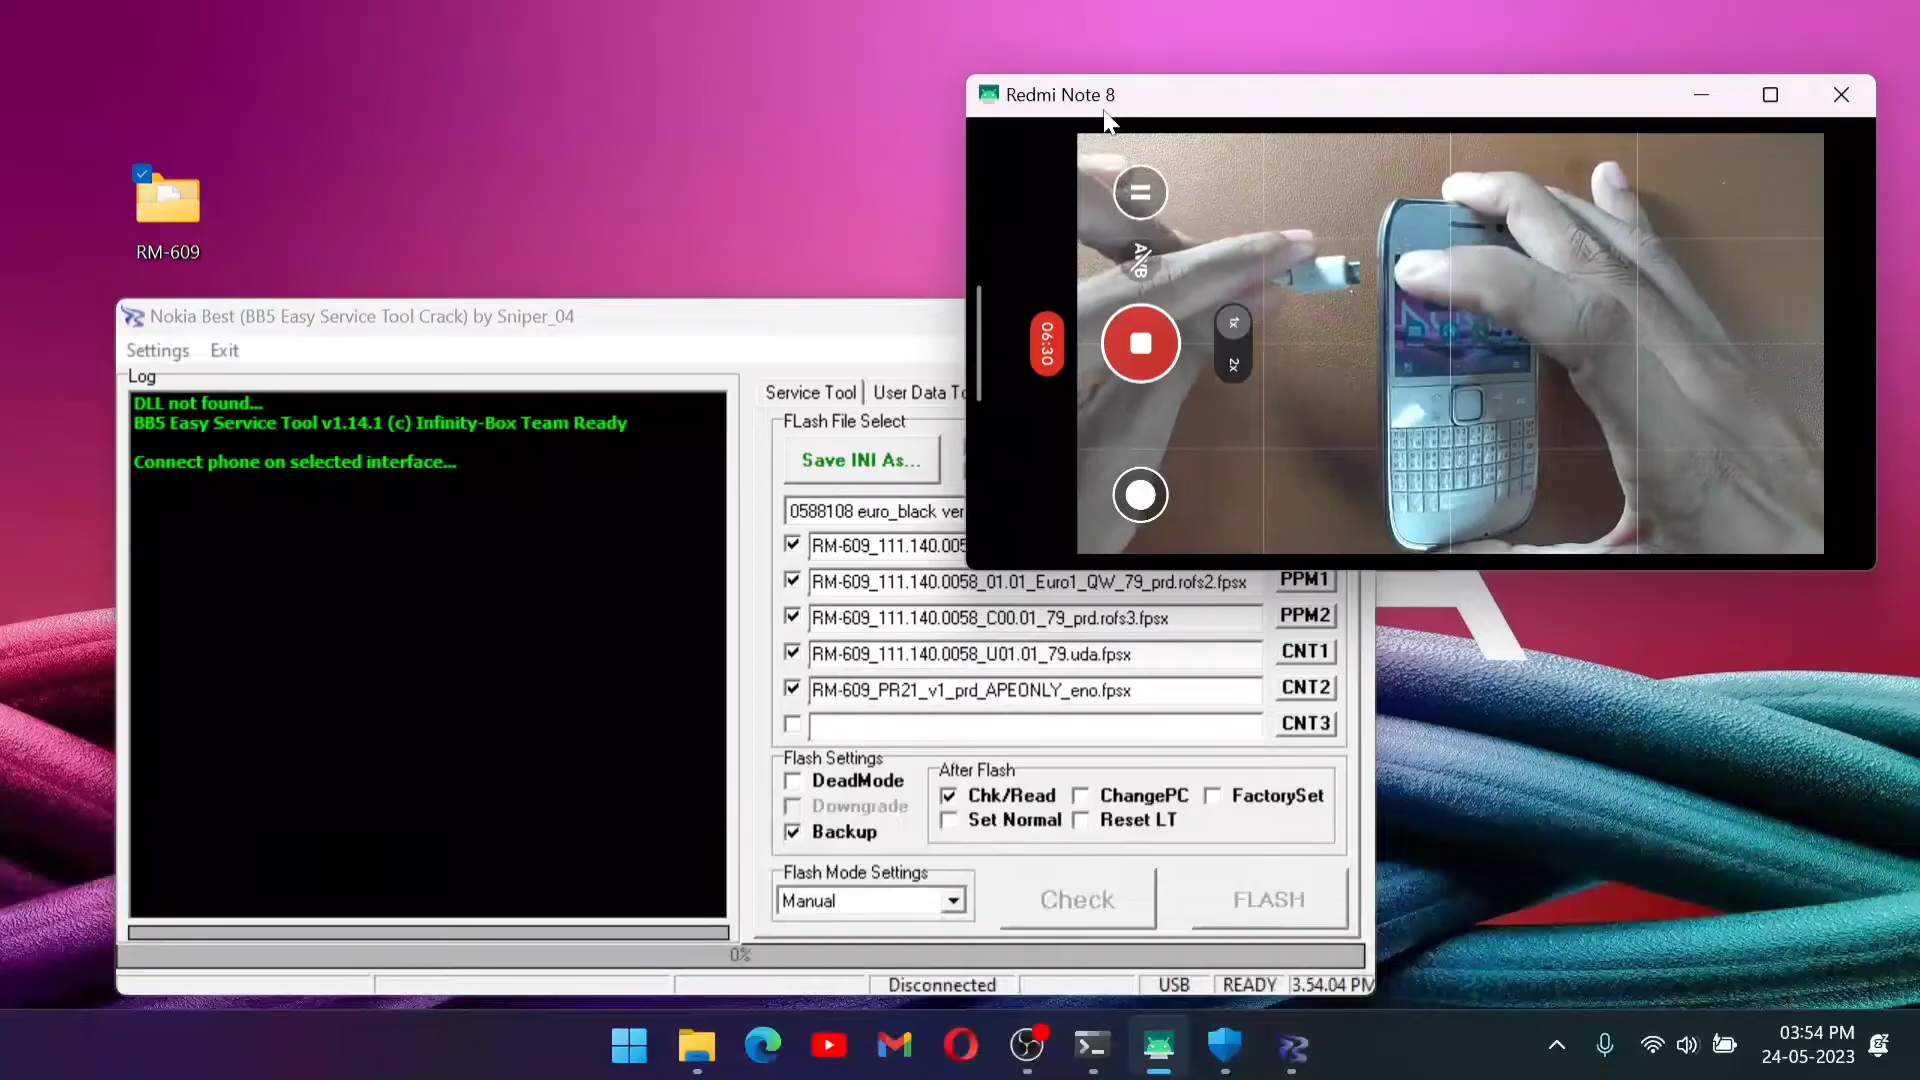 Redmi Note 8
A/B
06:30
1x
2x
RM-609
Nokia Best (BB5 Easy Service Tool Crack) by Sniper_04
Settings Exit
Log
DLL not found...
BB5 Easy Service Tool v1.14.1 (c) Infinity-Box Team Ready
Connect phone on selected interface...
Service Tool User Data To
FLash File Select
Save INI As...
0588108 euro_black ver
RM-609_111.140.005
RM-609_111.140.0058_01.01_Euro1_QW_79_prd.rofs2.fpsx PPM1
RM-609_111.140.0058_C00.01_79_prd.rofs3.fpsx PPM2
RM-609_111.140.0058_U01.01_79.uda.fpsx CNT1
RM-609_PR21_v1_prd_APEONLY_eno.fpsx CNT2
CNT3
Flash Settings
DeadMode
Downgrade
Backup
After Flash
Chk/Read ChangePC FactorySet
Set Normal Reset LT
Flash Mode Settings
Manual
Check FLASH
0%
Disconnected USB READY 3.54.04 PM
03:54 PM
24-05-2023